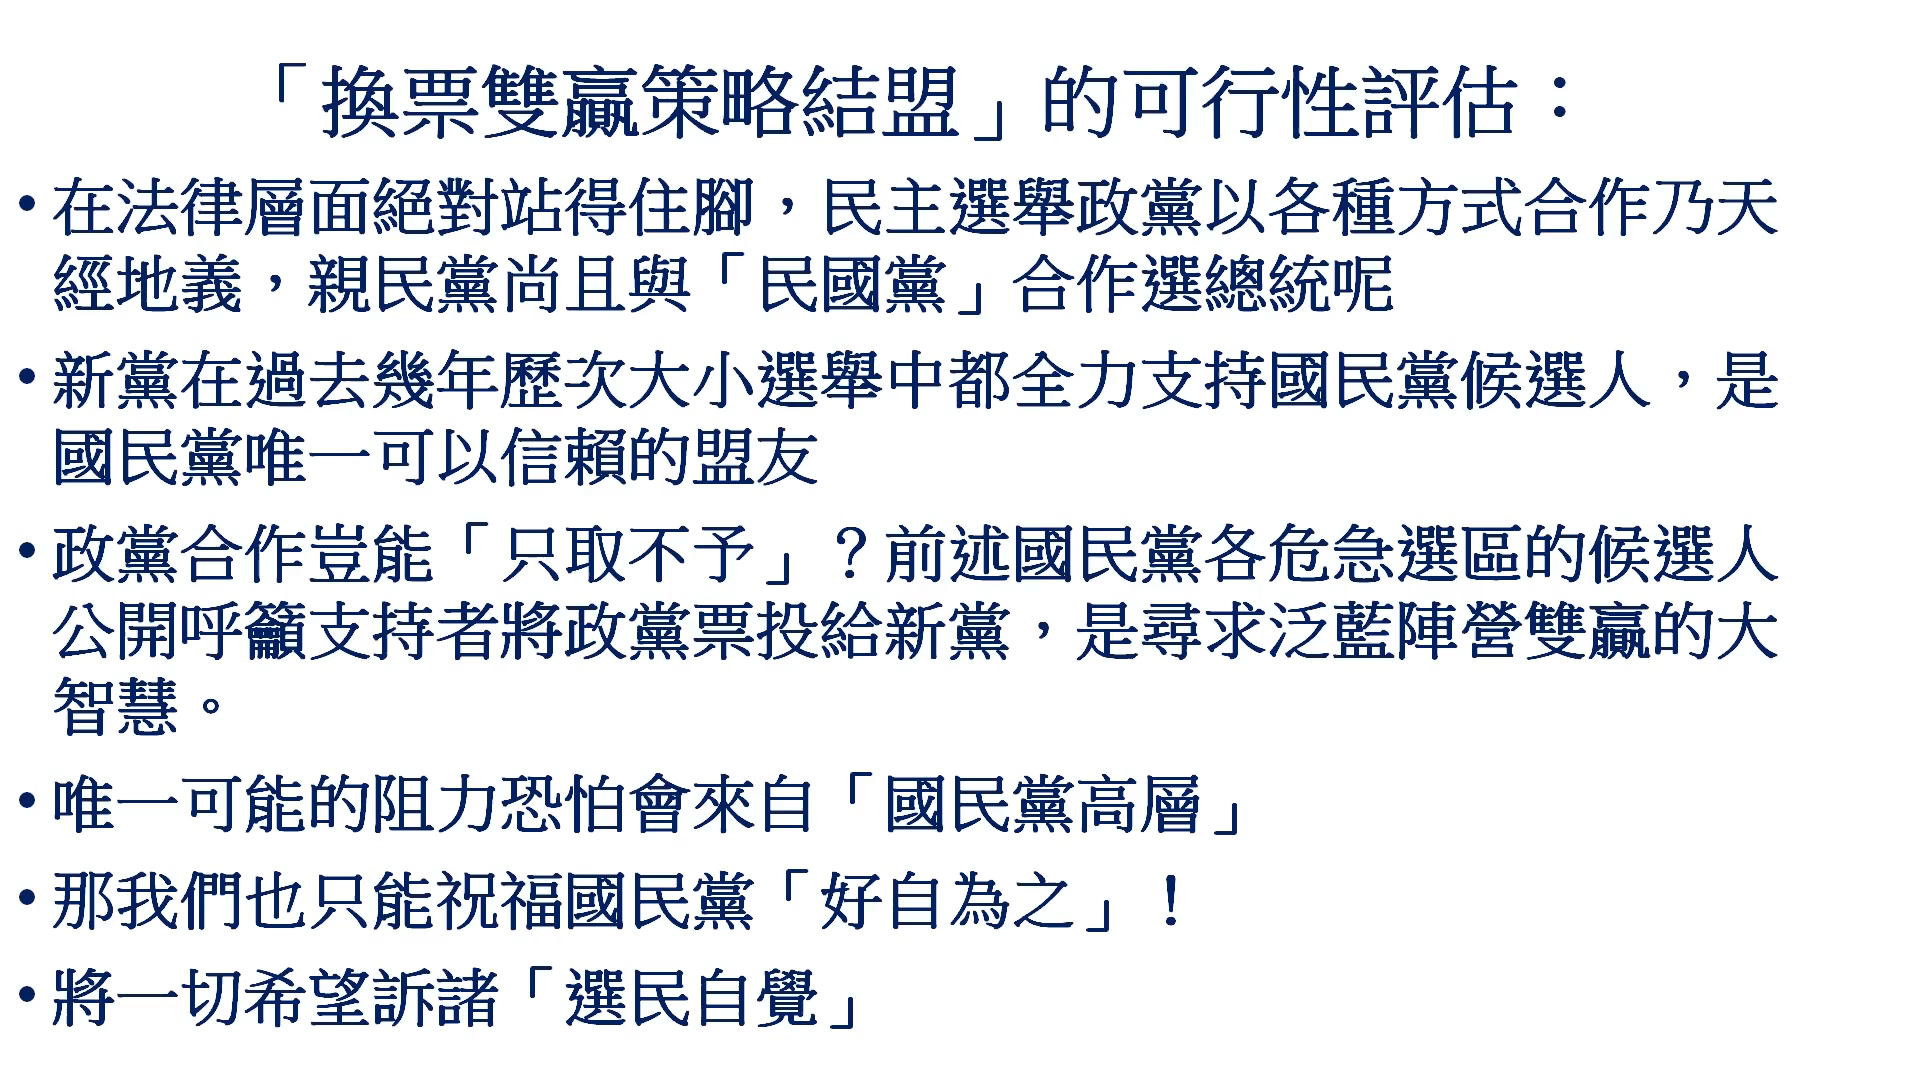 「換票雙贏策略結盟」的可行性評估：
• 在法律層面絕對站得住腳，民主選舉政黨以各種方式合作乃天
經地義，親民黨尚且與「民國黨」合作選總統呢
• 新黨在過去幾年歷次大小選舉中都全力支持國民黨候選人，是
國民黨唯一可以信賴的盟友
• 政黨合作豈能「只取不予」？前述國民黨各危急選區的候選人
公開呼籲支持者將政黨票投給新黨，是尋求泛藍陣營雙贏的大
智慧。
• 唯一可能的阻力恐怕會來自「國民黨高層」
• 那我們也只能祝福國民黨「好自為之」！
• 將一切希望訴諸「選民自覺」